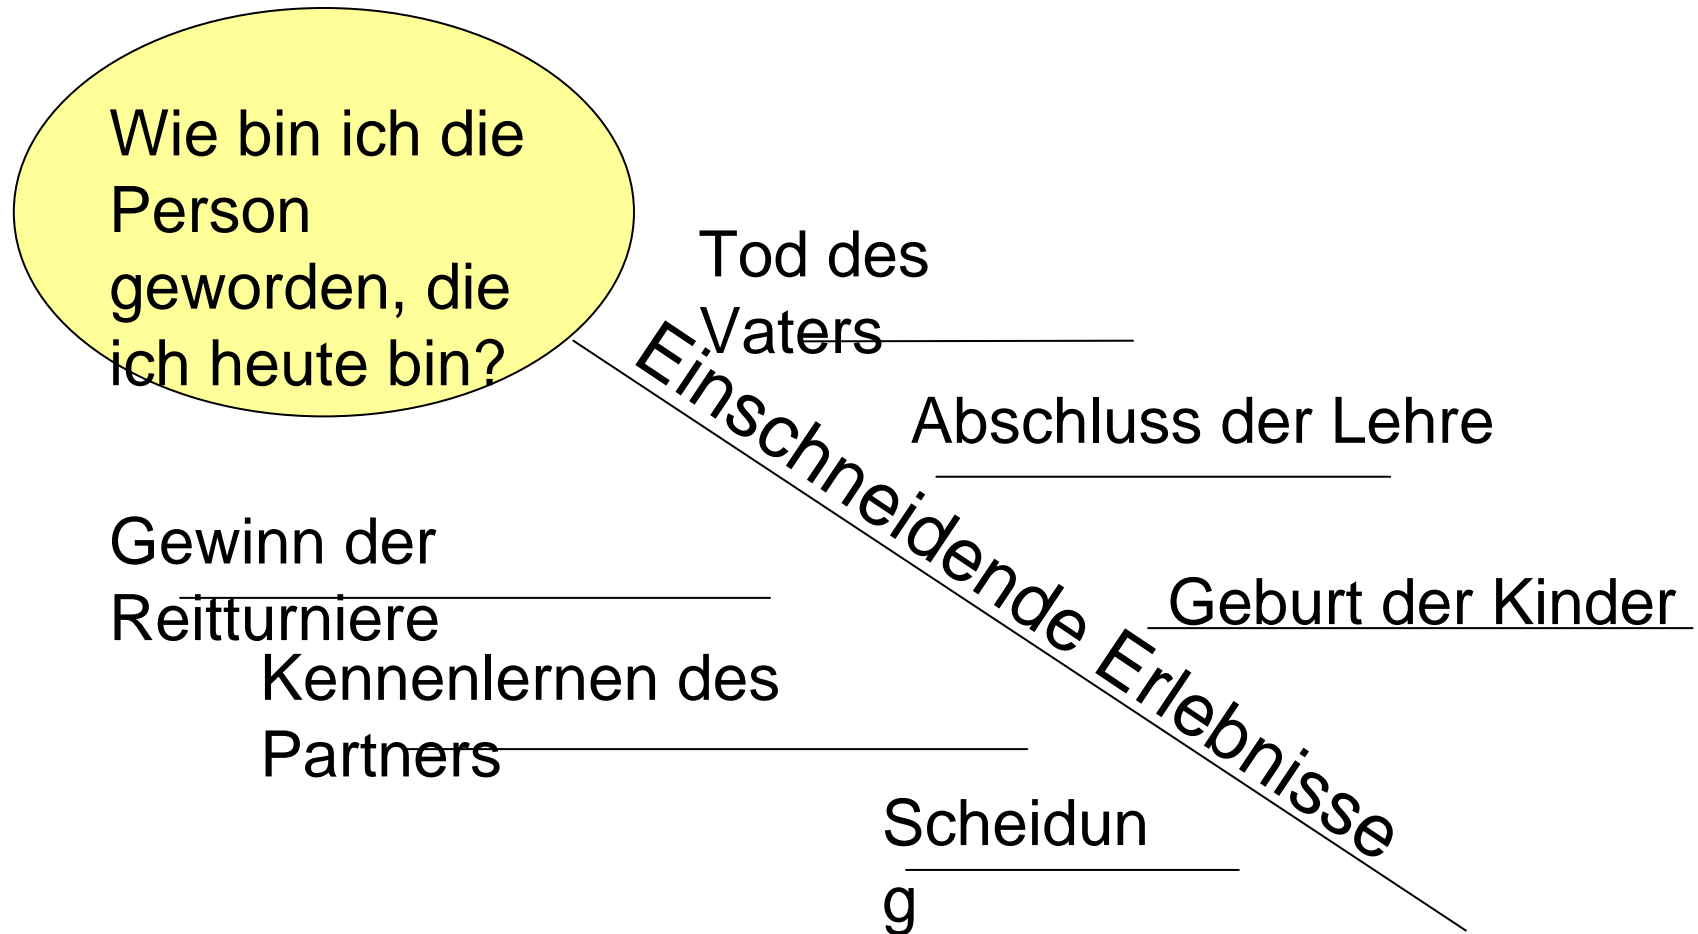 Wie bin ich die
Person
geworden, die
ich heute bin?
Tod des
Vaters
Einschneidende Erlebnisse
Abschluss der Lehre
Gewinn der
Reitturniere
Geburt der Kinder
Kennenlernen des
Partners
Scheidun
g